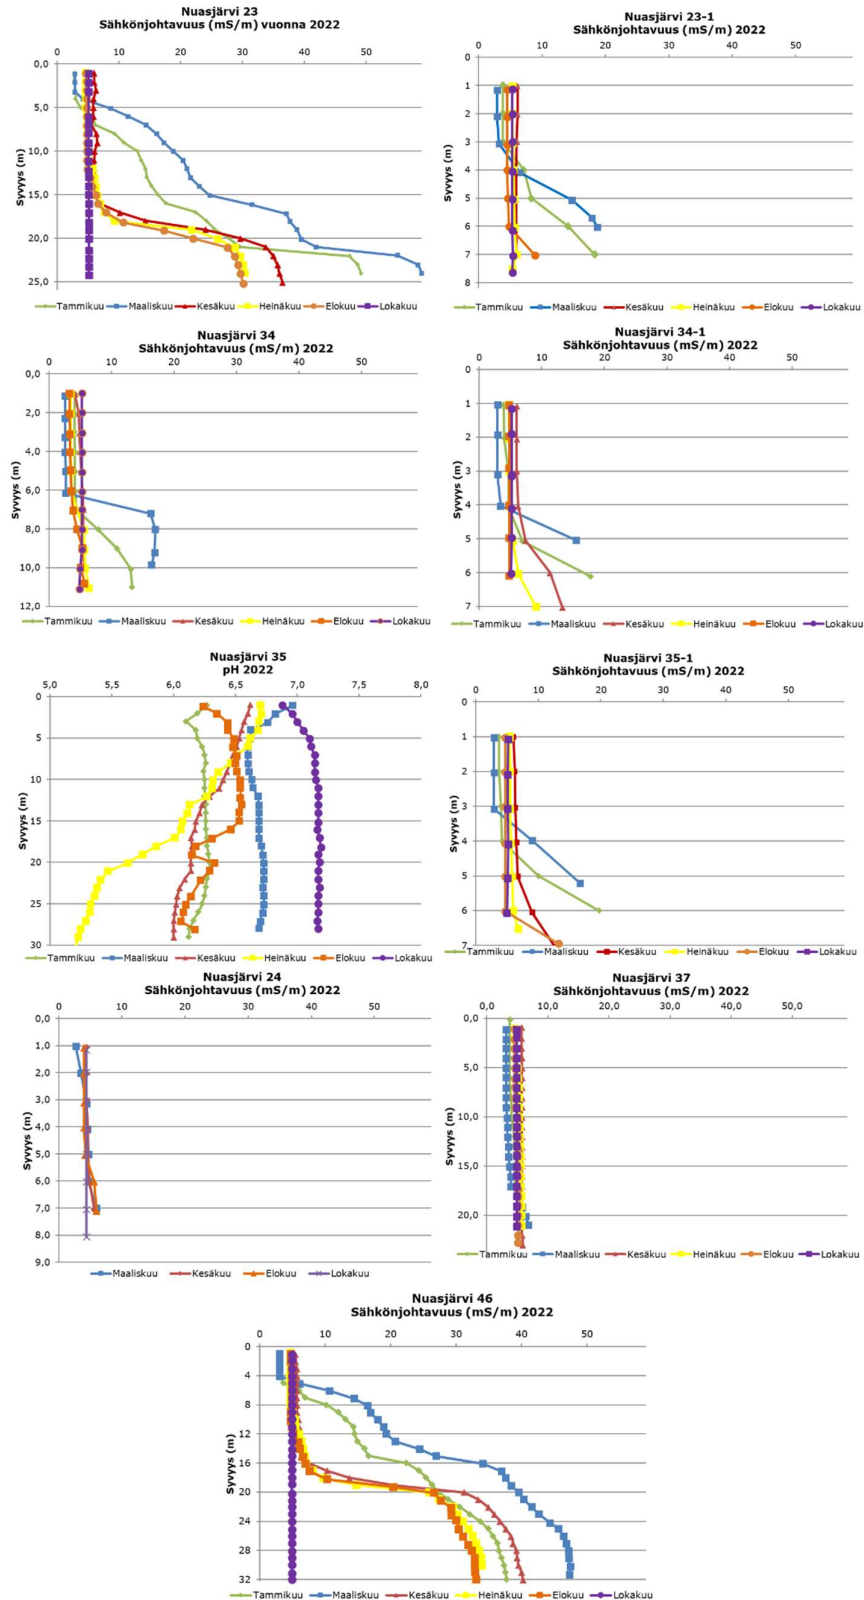 Nuasjärvi 23
Sähkönjohtavuus (mS/m) vuonna 2022
0 10 20 30 40 50
0,0
5,0
10,0
15,0
20,0
25,0
Syvyys (m)
Tammikuu Maaliskuu Kesäkuu Heinäkuu Elokuu Lokakuu
Nuasjärvi 23-1
Sähkönjohtavuus (mS/m) 2022
0 10 20 30 40 50
0
1
2
3
4
5
6
7
8
Syvyys (m)
Tammikuu Maaliskuu Kesäkuu Heinäkuu Elokuu Lokakuu
Nuasjärvi 34
Sähkönjohtavuus (mS/m) 2022
0 10 20 30 40 50
0,0
2,0
4,0
6,0
8,0
10,0
12,0
Syvyys (m)
Tammikuu Maaliskuu Kesäkuu Heinäkuu Elokuu Lokakuu
Nuasjärvi 34-1
Sähkönjohtavuus (mS/m) 2022
0 10 20 30 40 50
0
1
2
3
4
5
6
7
Syvyys (m)
Tammikuu Maaliskuu Kesäkuu Heinäkuu Elokuu Lokakuu
Nuasjärvi 35
pH 2022
5,0 5,5 6,0 6,5 7,0 7,5 8,0
0
5
10
15
20
25
30
Syvyys (m)
Tammikuu Maaliskuu Kesäkuu Heinäkuu Elokuu Lokakuu
Nuasjärvi 35-1
Sähkönjohtavuus (mS/m) 2022
0 10 20 30 40 50
0
1
2
3
4
5
6
7
Syvyys (m)
Tammikuu Maaliskuu Kesäkuu Heinäkuu Elokuu Lokakuu
Nuasjärvi 24
Sähkönjohtavuus (mS/m) 2022
0 10 20 30 40 50
0,0
1,0
2,0
3,0
4,0
5,0
6,0
7,0
8,0
9,0
Syvyys (m)
Maaliskuu Kesäkuu Elokuu Lokakuu
Nuasjärvi 37
Sähkönjohtavuus (mS/m) 2022
0,0 10,0 20,0 30,0 40,0 50,0
0,0
5,0
10,0
15,0
20,0
Syvyys (m)
Tammikuu Maaliskuu Kesäkuu Heinäkuu Elokuu Lokakuu
Nuasjärvi 46
Sähkönjohtavuus (mS/m) 2022
0 10 20 30 40 50
0
4
8
12
16
20
24
28
32
Syvyys (m)
Tammikuu Maaliskuu Kesäkuu Heinäkuu Elokuu Lokakuu